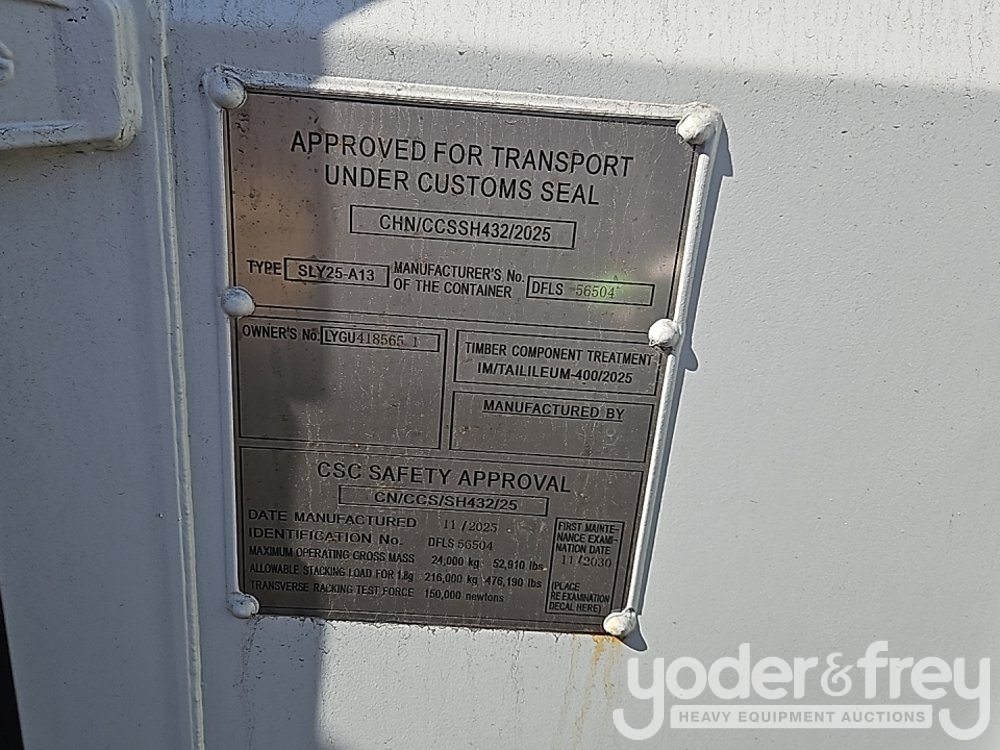 APPROVED FOR TRANSPORT
UNDER CUSTOMS SEAL
CHN/CCSSH432/2025
TYPE SLY25-A13 MANUFACTURER'S No. OF THE CONTAINER DFLS 56504
OWNER'S No. LYGU418565 1
TIMBER COMPONENT TREATMENT
IM/TAILILEUM-400/2025
MANUFACTURED BY
CSC SAFETY APPROVAL
CN/CCS/SH432/25
DATE MANUFACTURED 11/2025
IDENTIFICATION No. DFLS 56504
MAXIMUM OPERATING GROSS MASS 24,000 kg 52,910 lbs
ALLOWABLE STACKING LOAD FOR 1.8g 216,000 kg 476,190 lbs
TRANSVERSE RACKING TEST FORCE 150,000 newtons
FIRST MAINTE-
NANCE EXAMI-
NATION DATE
11/2030
(PLACE
REEXAMINATION
DECAL HERE)
yoder&frey
HEAVY EQUIPMENT AUCTIONS